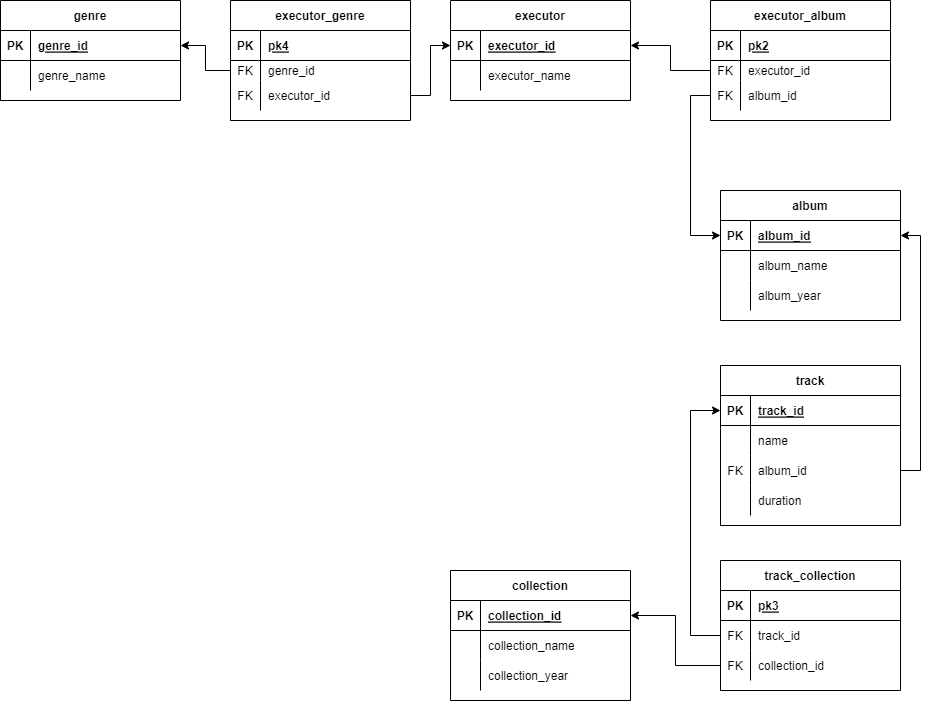 genre
PK genre_id
genre_name
executor_genre
PK pk4
FK genre_id
FK executor_id
executor
PK executor_id
executor_name
executor_album
PK pk2
FK executor_id
FK album_id
album
PK album_id
album_name
album_year
track
PK track_id
name
FK album_id
duration
collection
PK collection_id
collection_name
collection_year
track_collection
PK pk3
FK track_id
FK collection_id